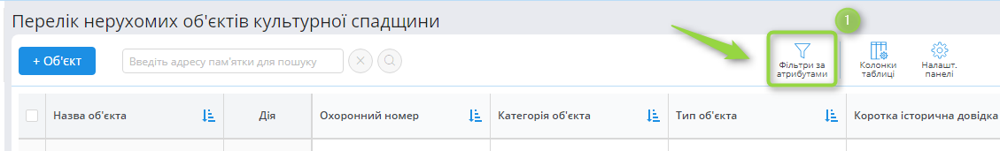 Перелік нерухомих об'єктів культурної спадщини
1
+ Об'єкт
Введіть адресу пам'ятки для пошуку
Фільтри за
атрибутами
Колонки
таблиці
Налашт.
панелі
Назва об'єкта
Дія
Охоронний номер
Категорія об'єкта
Тип об'єкта
Коротка історична довідка